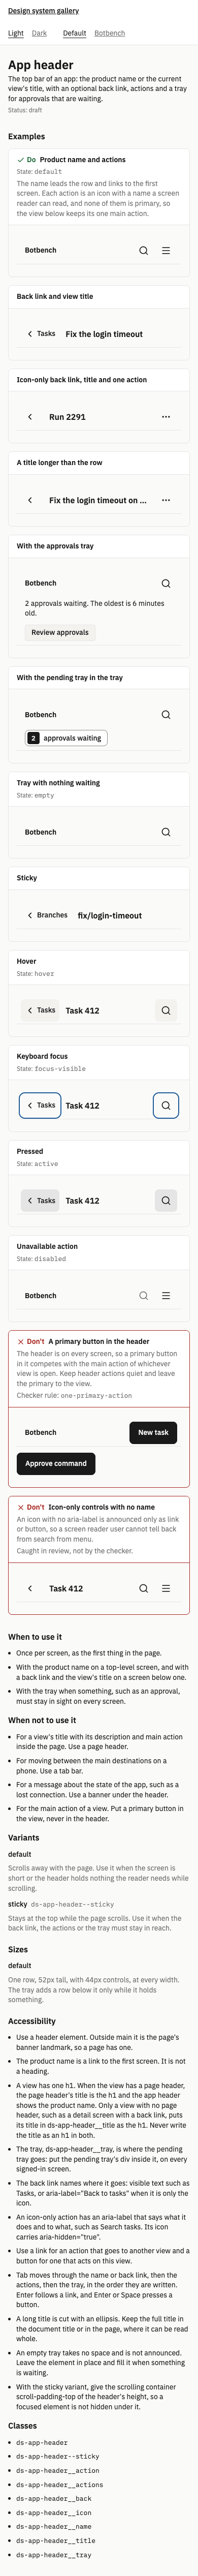 Design system gallery
Light Dark Default Botbench
App header
The top bar of an app: the product name or the current
view's title, with an optional back link, actions and a tray
for approvals that are waiting.
Status: draft
Examples
Do Product name and actions
State: default
The name leads the row and links to the first
screen. Each action is an icon with a name a screen
reader can read, and none of them is primary, so
the view below keeps its one main action.
Botbench
Back link and view title
Tasks Fix the login timeout
Icon-only back link, title and one action
Run 2291
A title longer than the row
Fix the login timeout on ...
With the approvals tray
Botbench
2 approvals waiting. The oldest is 6 minutes
old.
Review approvals
With the pending tray in the tray
Botbench
2 approvals waiting
Tray with nothing waiting
State: empty
Botbench
Sticky
Branches fix/login-timeout
Hover
State: hover
Tasks Task 412
Keyboard focus
State: focus-visible
Tasks Task 412
Pressed
State: active
Tasks Task 412
Unavailable action
State: disabled
Botbench
Don't A primary button in the header
The header is on every screen, so a primary button
in it competes with the main action of whichever
view is open. Keep header actions quiet and leave
the primary to the view.
Checker rule: one-primary-action
Botbench New task
Approve command
Don't Icon-only controls with no name
An icon with no aria-label is announced only as link
or button, so a screen reader user cannot tell back
from search from menu.
Caught in review, not by the checker.
Task 412
When to use it
Once per screen, as the first thing in the page.
With the product name on a top-level screen, and with
a back link and the view's title on a screen below one.
With the tray when something, such as an approval,
must stay in sight on every screen.
When not to use it
For a view's title with its description and main action
inside the page. Use a page header.
For moving between the main destinations on a
phone. Use a tab bar.
For a message about the state of the app, such as a
lost connection. Use a banner under the header.
For the main action of a view. Put a primary button in
the view, never in the header.
Variants
default
Scrolls away with the page. Use it when the screen is
short or the header holds nothing the reader needs while
scrolling.
sticky ds-app-header--sticky
Stays at the top while the page scrolls. Use it when the
back link, the actions or the tray must stay in reach.
Sizes
default
One row, 52px tall, with 44px controls, at every width.
The tray adds a row below it only while it holds
something.
Accessibility
Use a header element. Outside main it is the page's
banner landmark, so a page has one.
The product name is a link to the first screen. It is not
a heading.
A view has one h1. When the view has a page header,
the page header's title is the h1 and the app header
shows the product name. Only a view with no page
header, such as a detail screen with a back link, puts
its title in ds-app-header__title as the h1. Never write
the title as an h1 in both.
The tray, ds-app-header__tray, is where the pending
tray goes: put the pending tray's div inside it, on every
signed-in screen.
The back link names where it goes: visible text such as
Tasks, or aria-label="Back to tasks" when it is only the
icon.
An icon-only action has an aria-label that says what it
does and to what, such as Search tasks. Its icon
carries aria-hidden="true".
Use a link for an action that goes to another view and a
button for one that acts on this view.
Tab moves through the name or back link, then the
actions, then the tray, in the order they are written.
Enter follows a link, and Enter or Space presses a
button.
A long title is cut with an ellipsis. Keep the full title in
the document title or in the page, where it can be read
whole.
An empty tray takes no space and is not announced.
Leave the element in place and fill it when something
is waiting.
With the sticky variant, give the scrolling container
scroll-padding-top of the header's height, so a
focused element is not hidden under it.
Classes
ds-app-header
ds-app-header--sticky
ds-app-header__action
ds-app-header__actions
ds-app-header__back
ds-app-header__icon
ds-app-header__name
ds-app-header__title
ds-app-header__tray